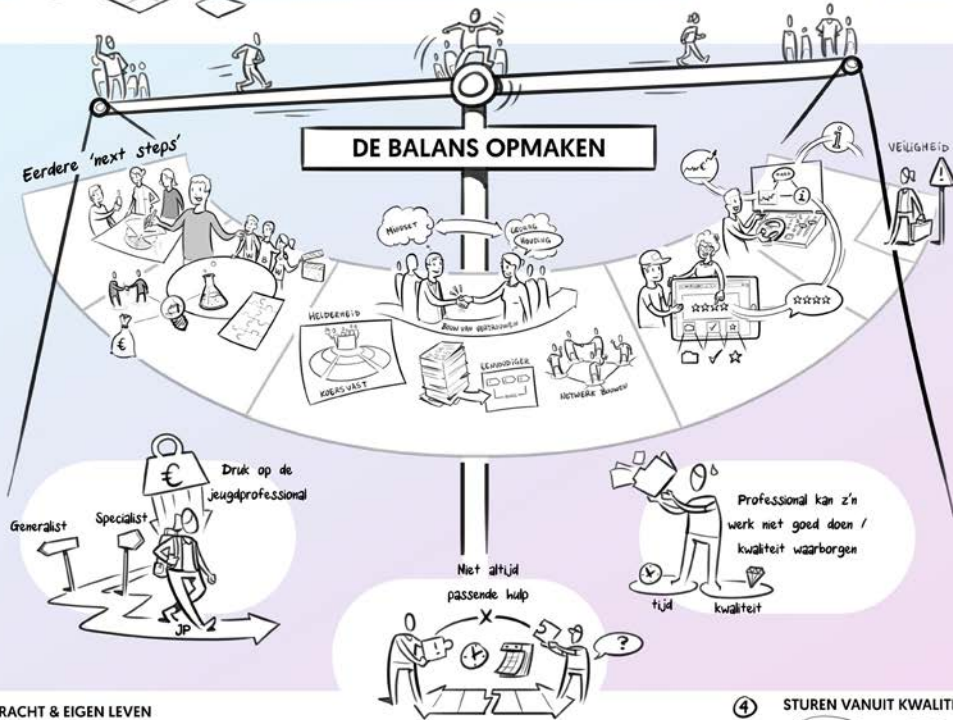 DE BALANS OPMAKEN
Eerdere 'next steps'
VEILIGHEID
MINDSET
GEDRAG
HOUDING
BOUW VAN VERTROUWEN
HELDERHEID
KOERSVAST
EENVOUDIGER
NETWERK BOUWEN
W
B
W
€
i
i
€
Druk op de
jeugdprofessional
Generalist
Specialist
JP
Niet altijd
passende hulp
X
?
Professional kan z'n
werk niet goed doen /
kwaliteit waarborgen
tijd
kwaliteit
RACHT & EIGEN LEVEN
4 STUREN VANUIT KWALIT